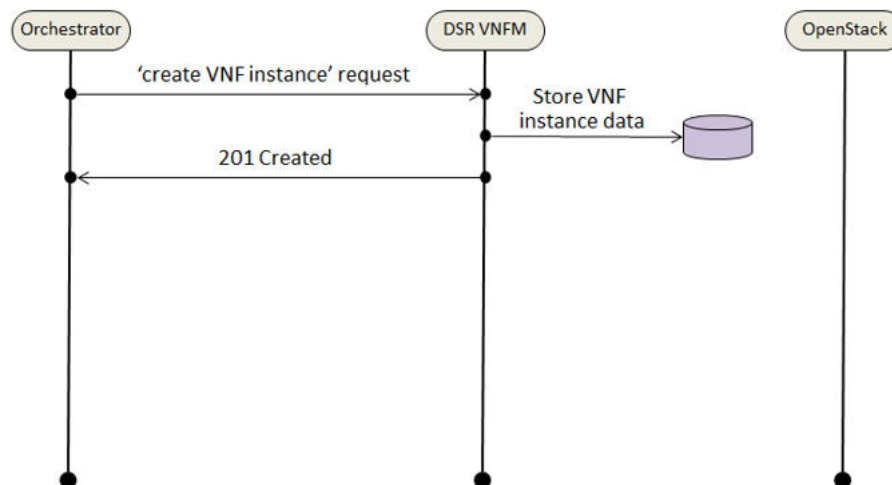 Orchestrator
DSR VNFM
OpenStack
‘create VNF instance’ request
Store VNF
instance data
201 Created